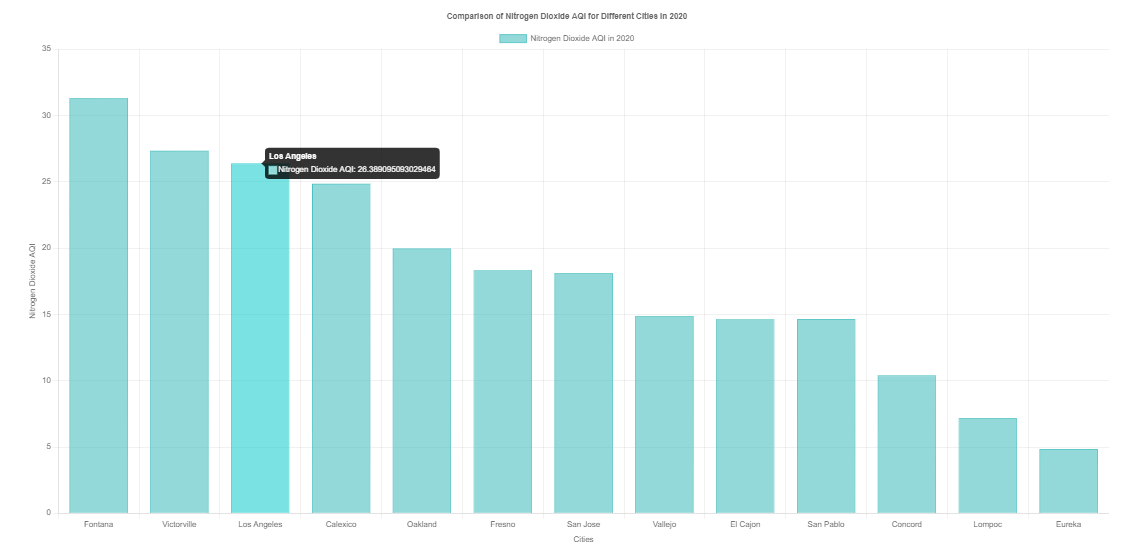 Comparison of Nitrogen Dioxide AQI for Different Cities in 2020
Nitrogen Dioxide AQI in 2020
35
30
25
20
15
10
5
0
Nitrogen Dioxide AQI
Los Angeles
Nitrogen Dioxide AQI: 26.389095093029464
Fontana Victorville Los Angeles Calexico Oakland Fresno San Jose Vallejo El Cajon San Pablo Concord Lompoc Eureka
Cities